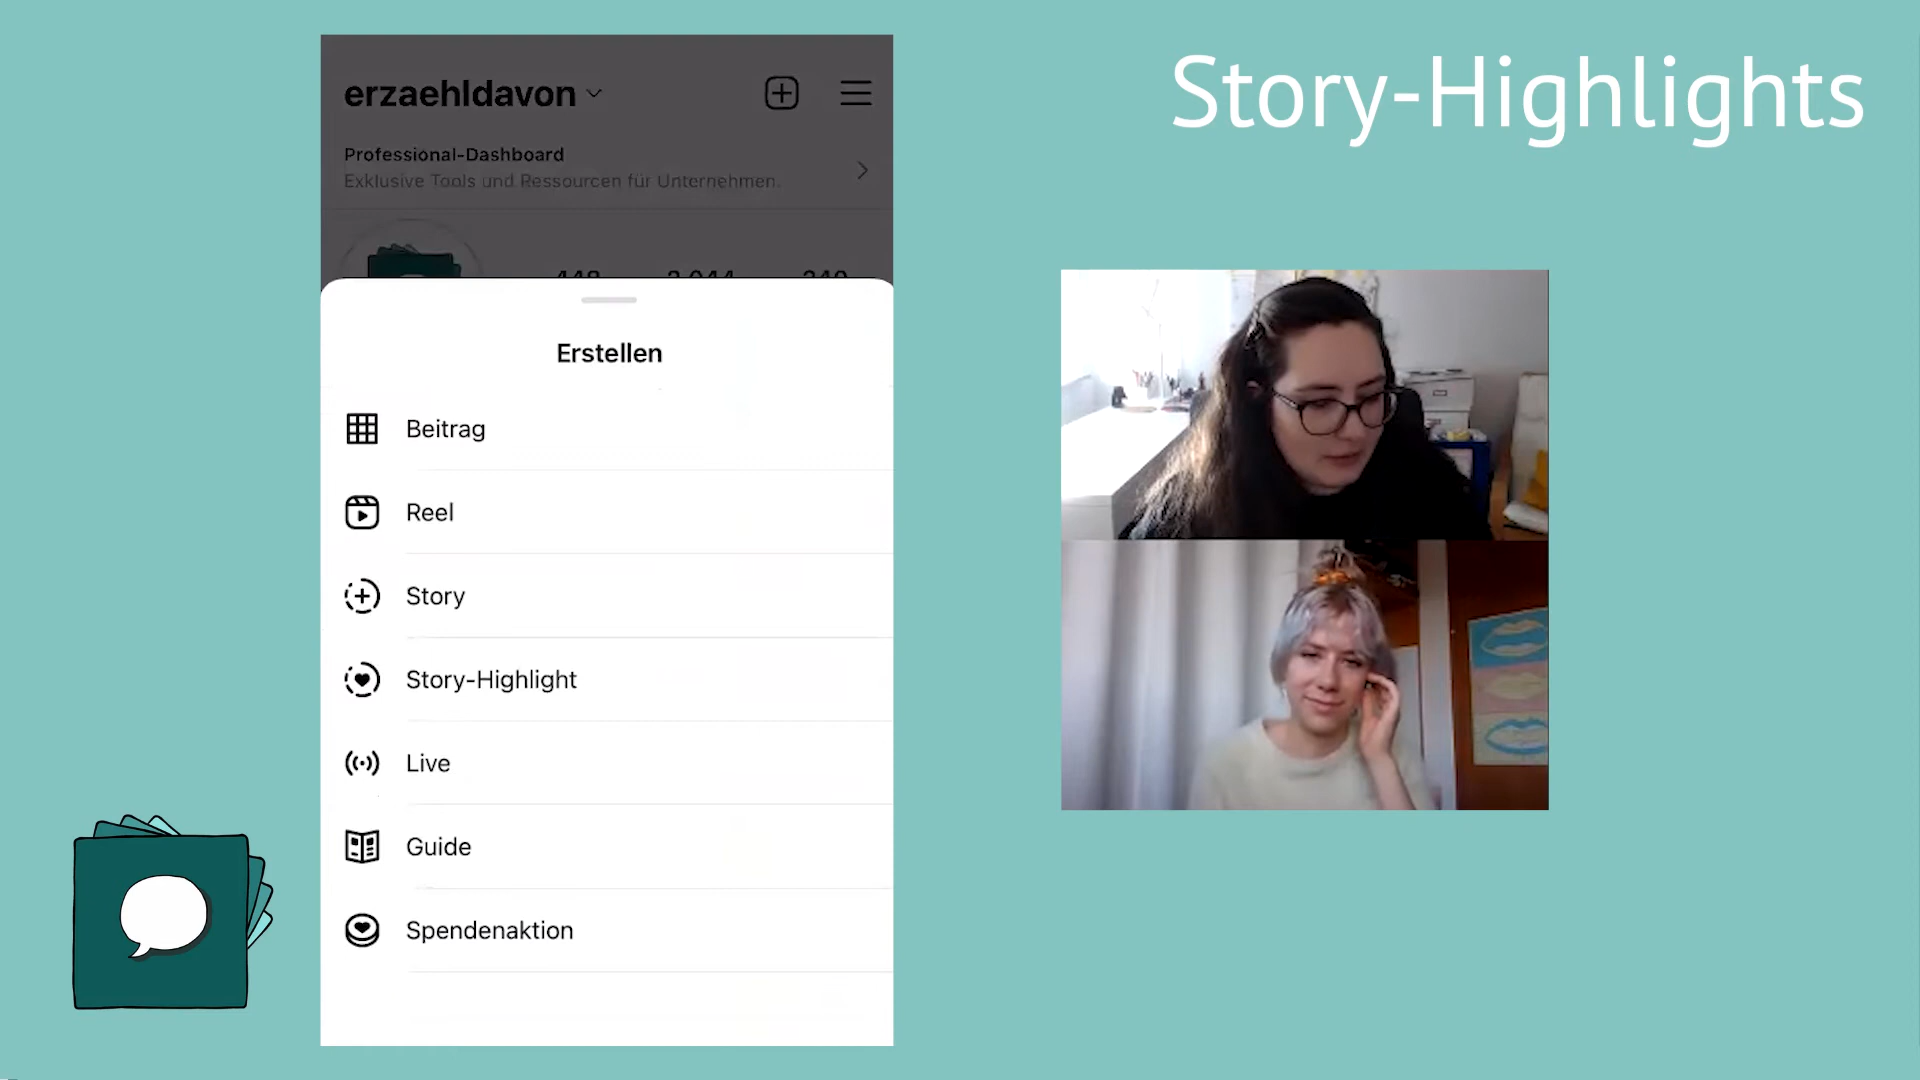 Story-Highlights
erzaehldavon
Professional-Dashboard
Exklusive Tools und Ressourcen für Unternehmen.
Erstellen
Beitrag
Reel
Story
Story-Highlight
Live
Guide
Spendenaktion